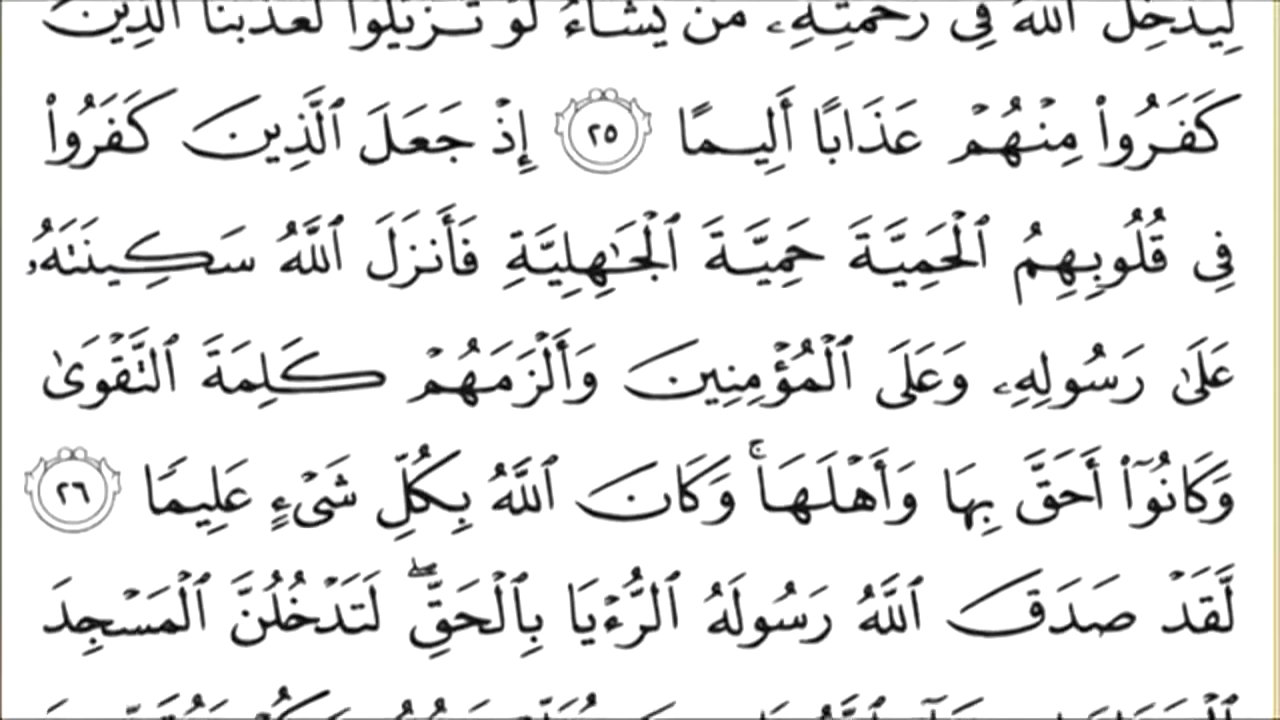 لِّيُدْخِلَ ٱللَّهُ فِى رَحْمَتِهِۦ مَن يَشَآءُ لَوْ تَزَيَّلُوا۟ لَعَذَّبْنَا ٱلَّذِينَ
كَفَرُوا۟ مِنْهُمْ عَذَابًا أَلِيمًا ٢٥ إِذْ جَعَلَ ٱلَّذِينَ كَفَرُوا۟
فِى قُلُوبِهِمُ ٱلْحَمِيَّةَ حَمِيَّةَ ٱلْجَٰهِلِيَّةِ فَأَنزَلَ ٱللَّهُ سَكِينَتَهُۥ
عَلَىٰ رَسُولِهِۦ وَعَلَى ٱلْمُؤْمِنِينَ وَأَلْزَمَهُمْ كَلِمَةَ ٱلتَّقْوَىٰ
وَكَانُوٓا۟ أَحَقَّ بِهَا وَأَهْلَهَا ۚ وَكَانَ ٱللَّهُ بِكُلِّ شَىْءٍ عَلِيمًا ٢٦
لَّقَدْ صَدَقَ ٱللَّهُ رَسُولَهُ ٱلرُّءْيَا بِٱلْحَقِّ ۖ لَتَدْخُلُنَّ ٱلْمَسْجِدَ